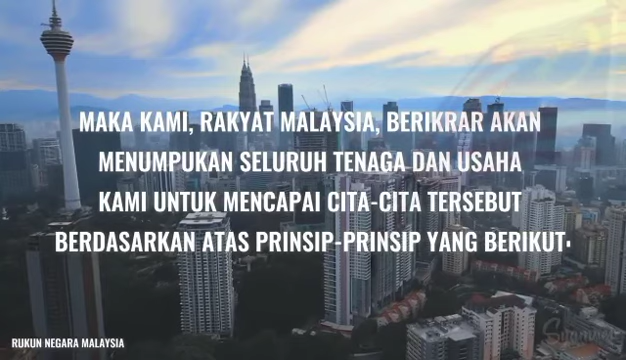 MAKA KAMI, RAKYAT MALAYSIA, BERIKRAR AKAN
MENUMPUKAN SELURUH TENAGA DAN USAHA
KAMI UNTUK MENCAPAI CITA-CITA TERSEBUT
BERDASARKAN ATAS PRINSIP-PRINSIP YANG BERIKUT
RUKUN NEGARA MALAYSIA